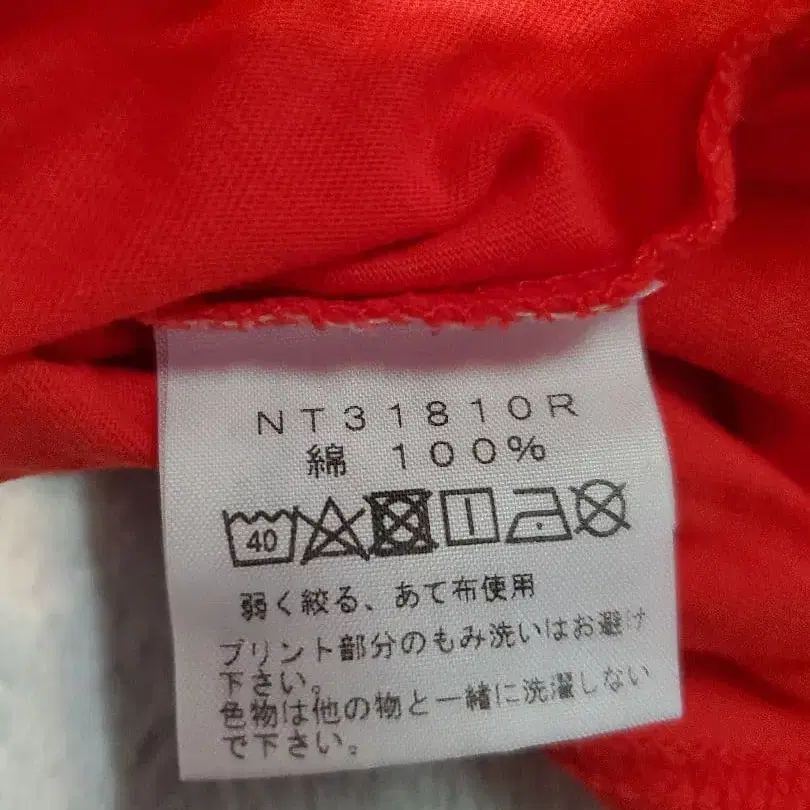 NT31810R
綿 100%
40
弱く絞る、あて布使用
プリント部分のもみ洗いはお避け
下さい。
色物は他の物と一緒に洗濯しない
で下さい。